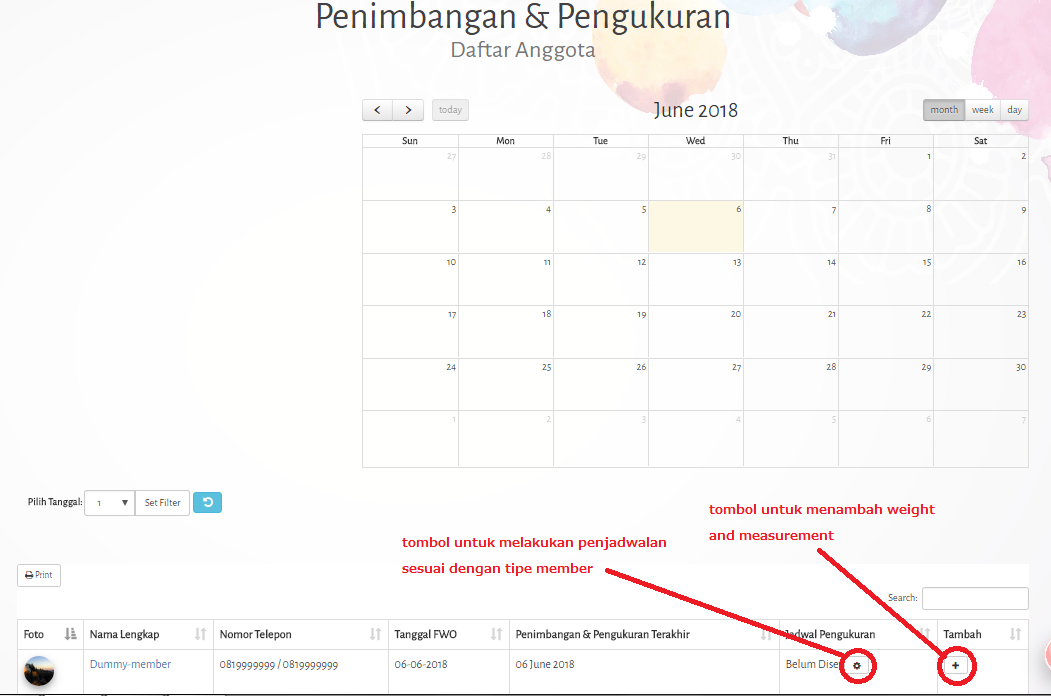 Penimbangan & Pengukuran
Daftar Anggota
today
June 2018
month week day
Sun Mon Tue Wed Thu Fri Sat
27 28 29 30 31 1 2
3 4 5 6 7 8 9
10 11 12 13 14 15 16
17 18 19 20 21 22 23
24 25 26 27 28 29 30
1 2 3 4 5 6 7
Pilih Tanggal: 1 Set Filter
tombol untuk menambah weight
and measurement
tombol untuk melakukan penjadwalan
sesuai dengan tipe member
Print
Search:
Foto Nama Lengkap Nomor Telepon Tanggal FWO Penimbangan & Pengukuran Terakhir Jadwal Pengukuran Tambah
Dummy-member 0819999999 / 0819999999 06-06-2018 06 June 2018 Belum